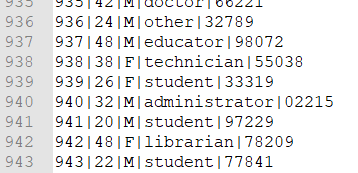 935 935|42|M|doctor|66221
936 936|24|M|other|32789
937 937|48|M|educator|98072
938 938|38|F|technician|55038
939 939|26|F|student|33319
940 940|32|M|administrator|02215
941 941|20|M|student|97229
942 942|48|F|librarian|78209
943 943|22|M|student|77841